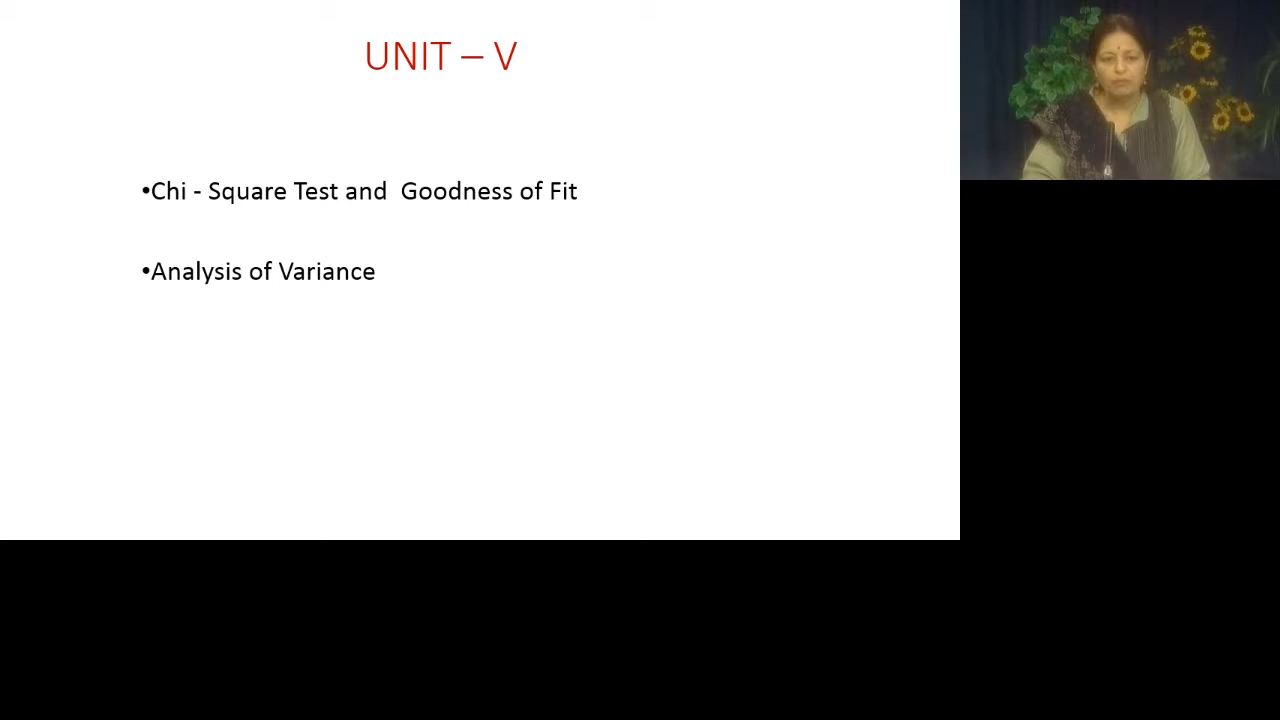 UNIT – V
•Chi - Square Test and  Goodness of Fit
•Analysis of Variance